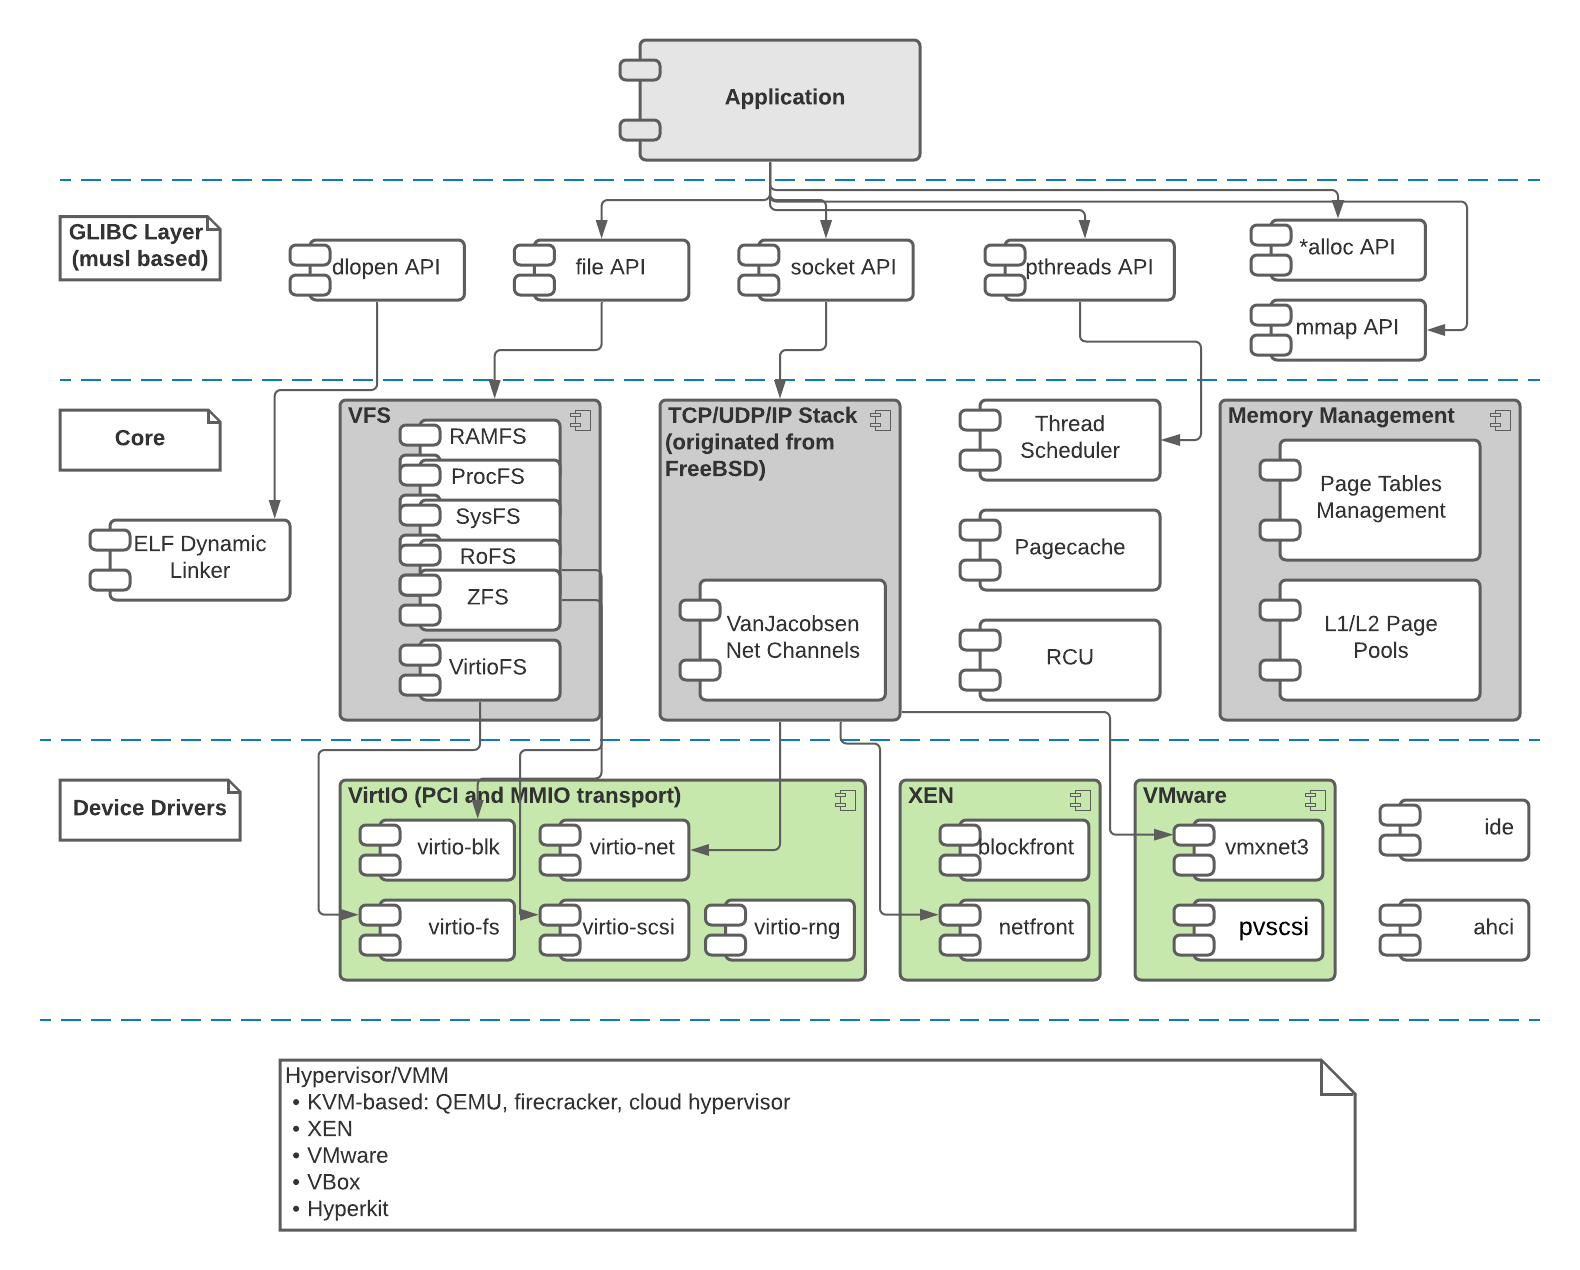 Application
GLIBC Layer
(musl based)
dlopen API
file API
socket API
pthreads API
*alloc API
mmap API
Core
VFS
RAMFS
ProcFS
SysFS
RoFS
ZFS
VirtioFS
TCP/UDP/IP Stack
(originated from
FreeBSD)
VanJacobsen
Net Channels
Thread
Scheduler
Pagecache
RCU
Memory Management
Page Tables
Management
L1/L2 Page
Pools
ELF Dynamic
Linker
Device Drivers
VirtIO (PCI and MMIO transport)
virtio-blk
virtio-net
virtio-fs
virtio-scsi
virtio-rng
XEN
blockfront
netfront
VMware
vmxnet3
pvscsi
ide
ahci
Hypervisor/VMM
• KVM-based: QEMU, firecracker, cloud hypervisor
• XEN
• VMware
• VBox
• Hyperkit